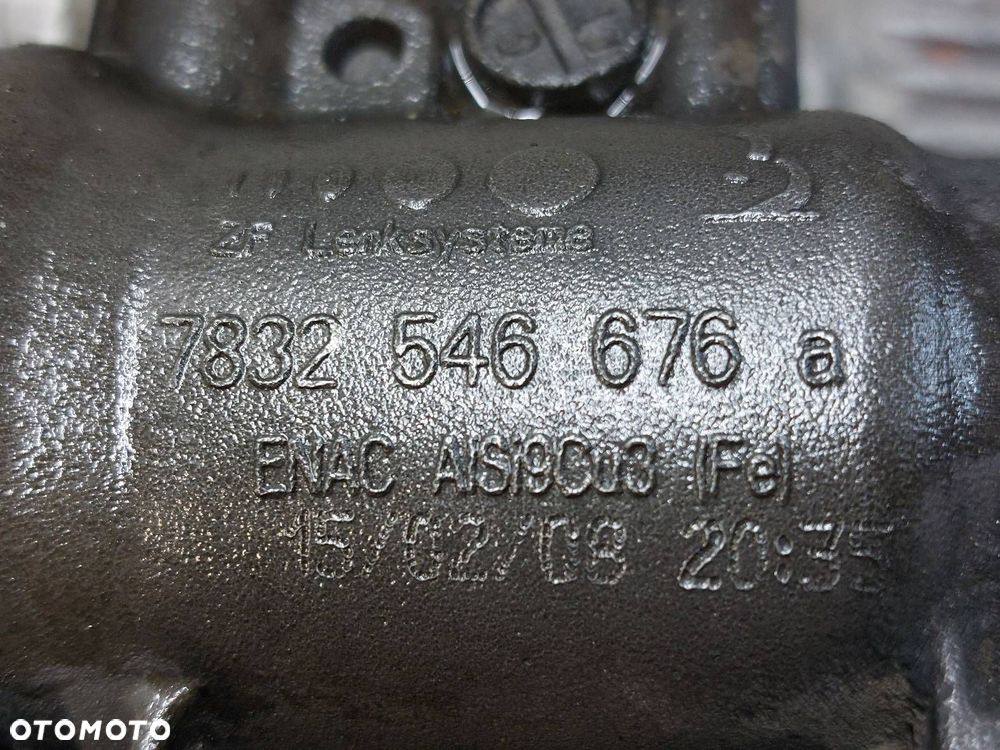 ZF Lenksysteme
7832 546 676 a
ENAC AlSi9Cu3 (Fe)
15/02/08 20:35
OTOMOTO